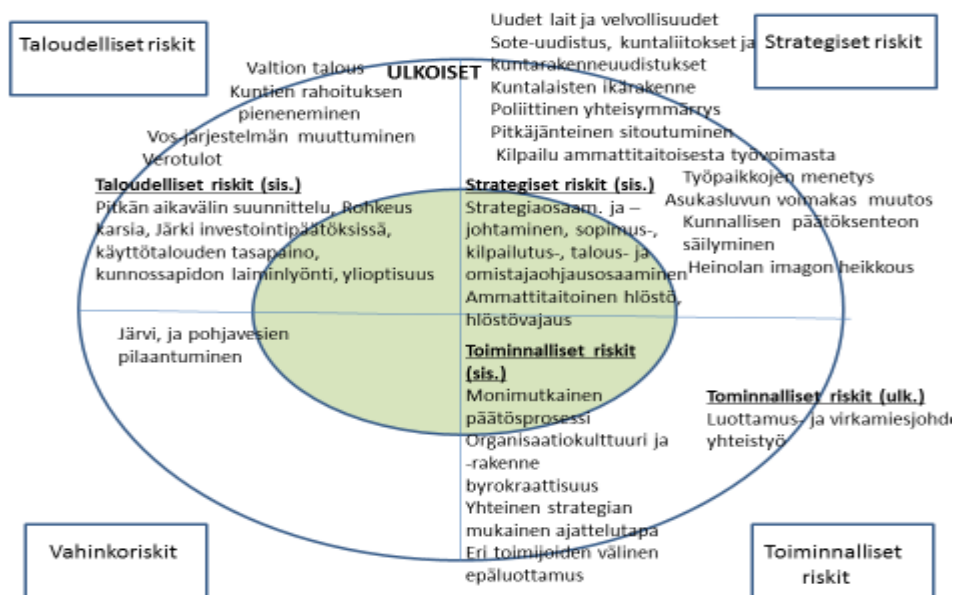 Taloudelliset riskit
Valtion talous
Kuntien rahoituksen
pieneneminen
Vos-järjestelmän muuttuminen
Verotulot
ULKOISET
Uudet lait ja velvollisuudet
Sote-uudistus, kuntaliitokset ja
kuntarakenneuudistukset
Kuntalaisten ikärakenne
Poliittinen yhteisymmärrys
Pitkäjänteinen sitoutuminen
Kilpailu ammattitaitoisesta työvoimasta
Työpaikkojen menetys
Asukasluvun voimakas muutos
Kunnallisen päätöksenteon
säilyminen
Heinolan imagon heikkous
Strategiset riskit
Taloudelliset riskit (sis.)
Pitkän aikavälin suunnittelu, Rohkeus
karsia, Järki investointipäätöksissä,
käyttötalouden tasapaino,
kunnossapidon laiminlyönti, ylioptisuus
Strategiset riskit (sis.)
Strategiaosaam. ja –
johtaminen, sopimus-,
kilpailutus-, talous- ja
omistajaohjausosaaminen
Ammattitaitoinen hlöstö,
hlöstövajaus
Järvi, ja pohjavesien
pilaantuminen
Toiminnalliset riskit
(sis.)
Monimutkainen
päätösprosessi
Organisaatiokulttuuri ja
-rakenne
byrokraattisuus
Yhteinen strategian
mukainen ajattelutapa
Eri toimijoiden välinen
epäluottamus
Tominnalliset riskit (ulk.)
Luottamus- ja virkamiesjohd
yhteistyö
Vahinkoriskit
Toiminnalliset
riskit